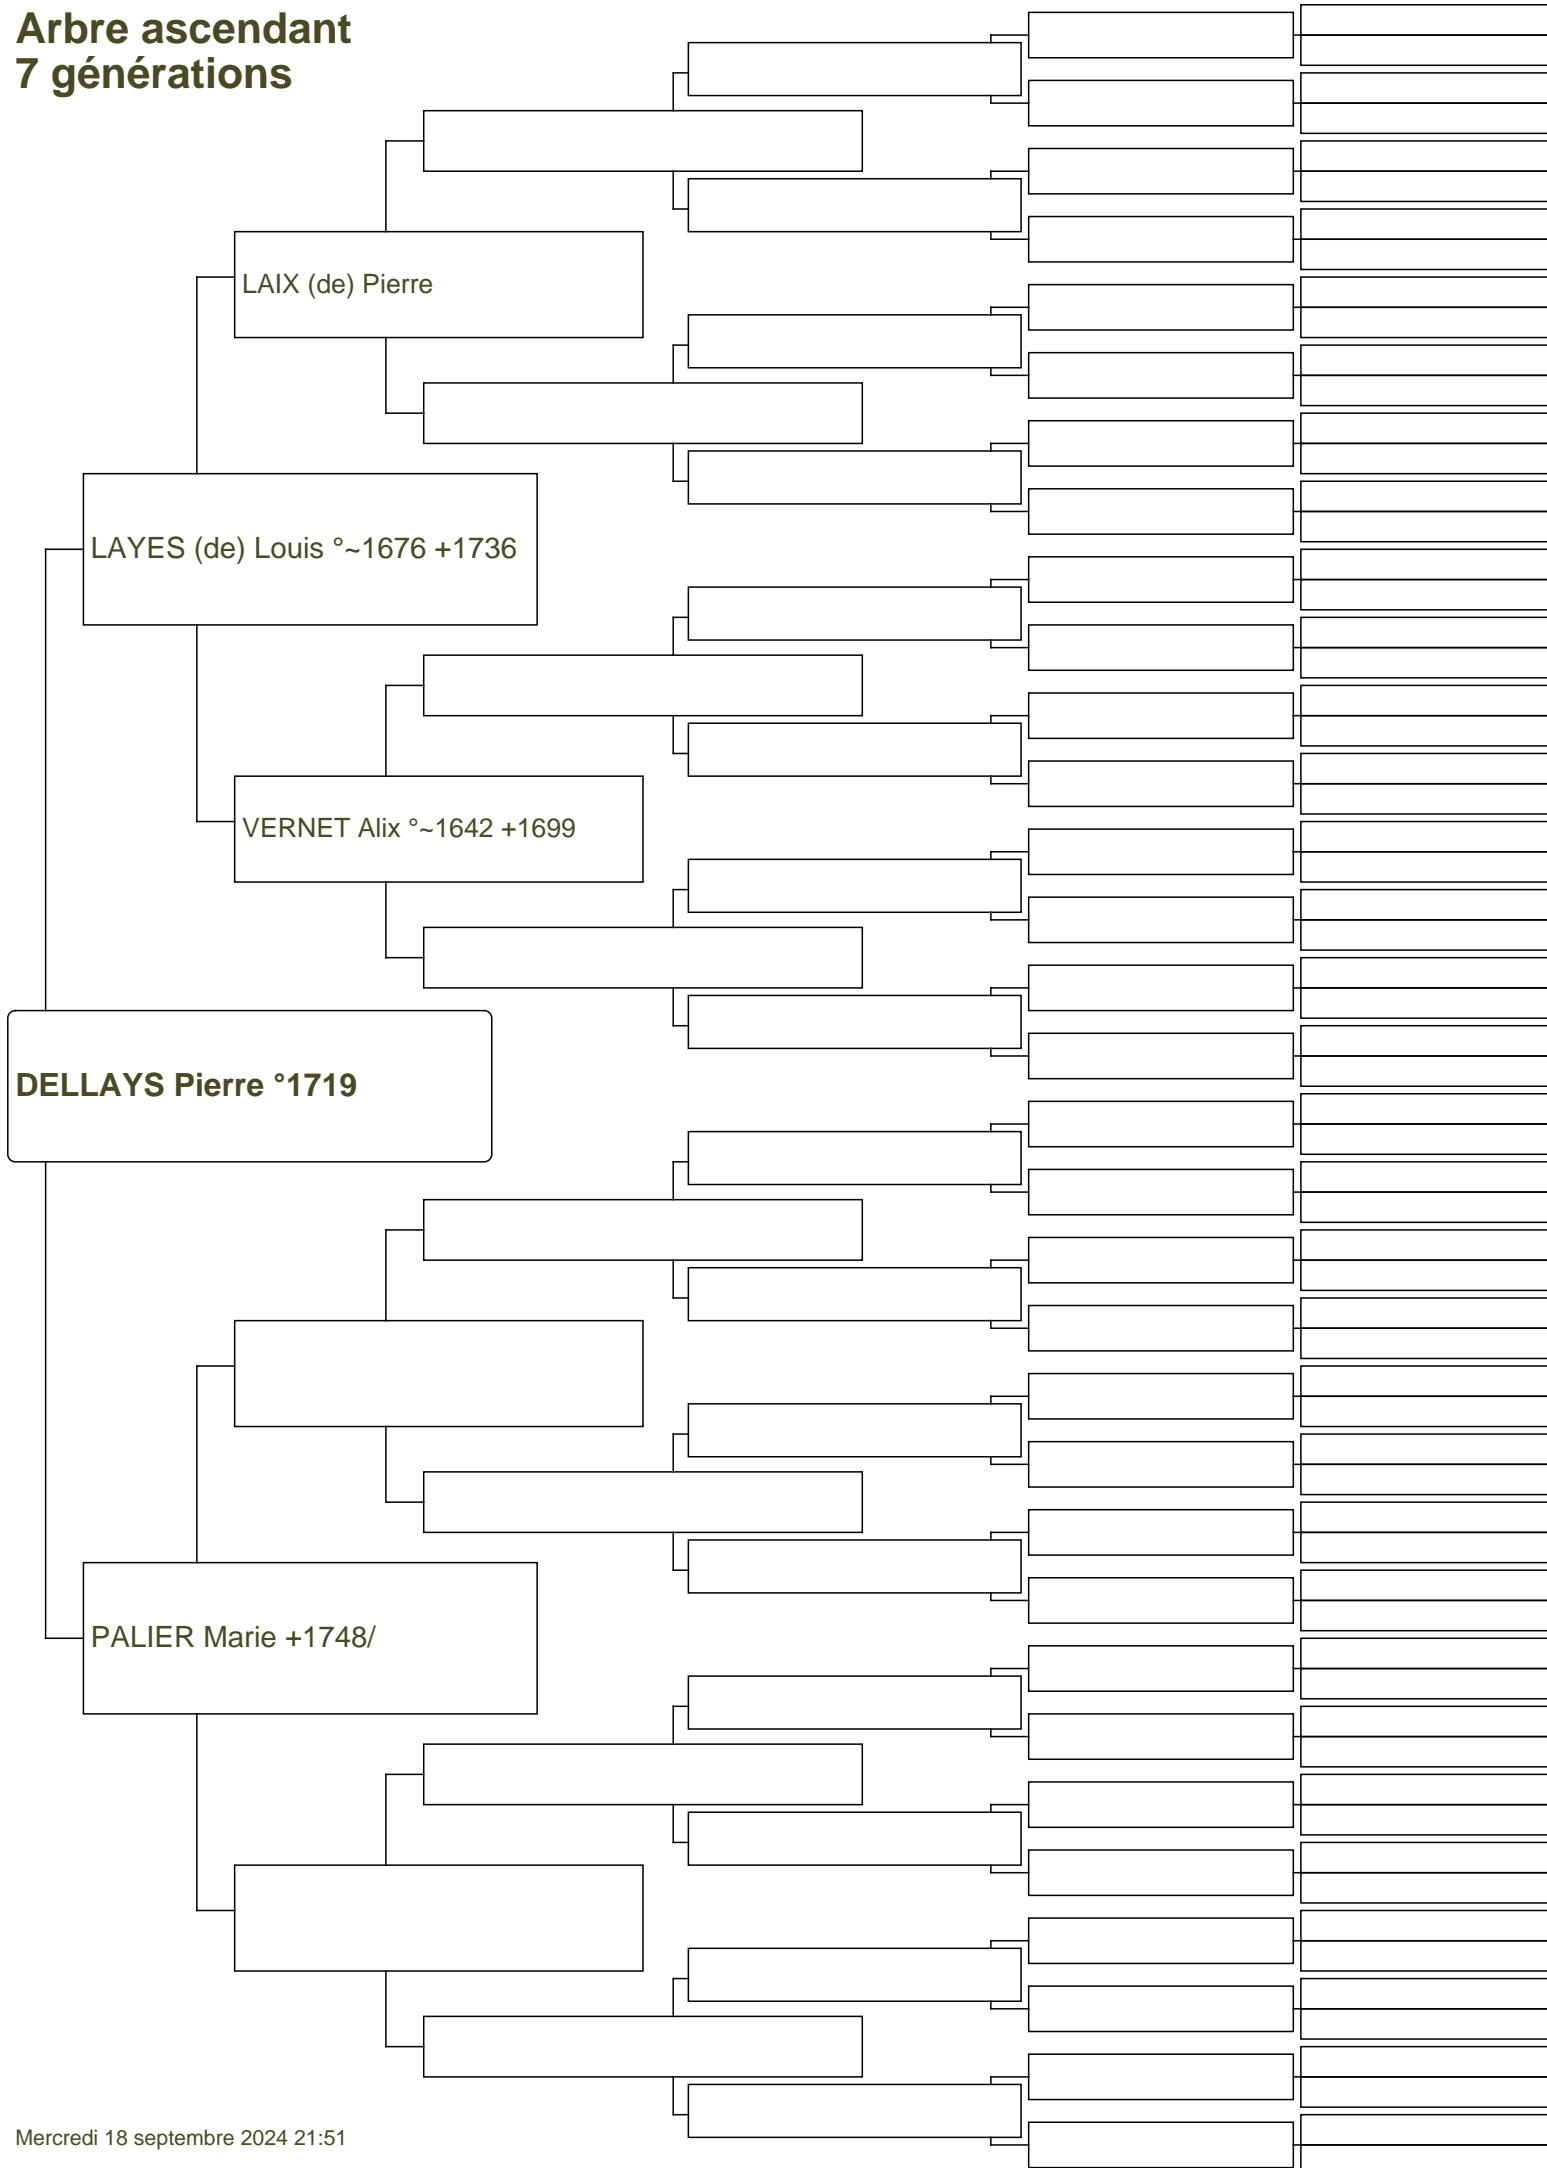 Arbre ascendant
7 générations
LAIX (de) Pierre
LAYES (de) Louis °~1676 +1736
VERNET Alix °~1642 +1699
DELLAYS Pierre °1719
PALIER Marie +1748/
Mercredi 18 septembre 2024 21:51